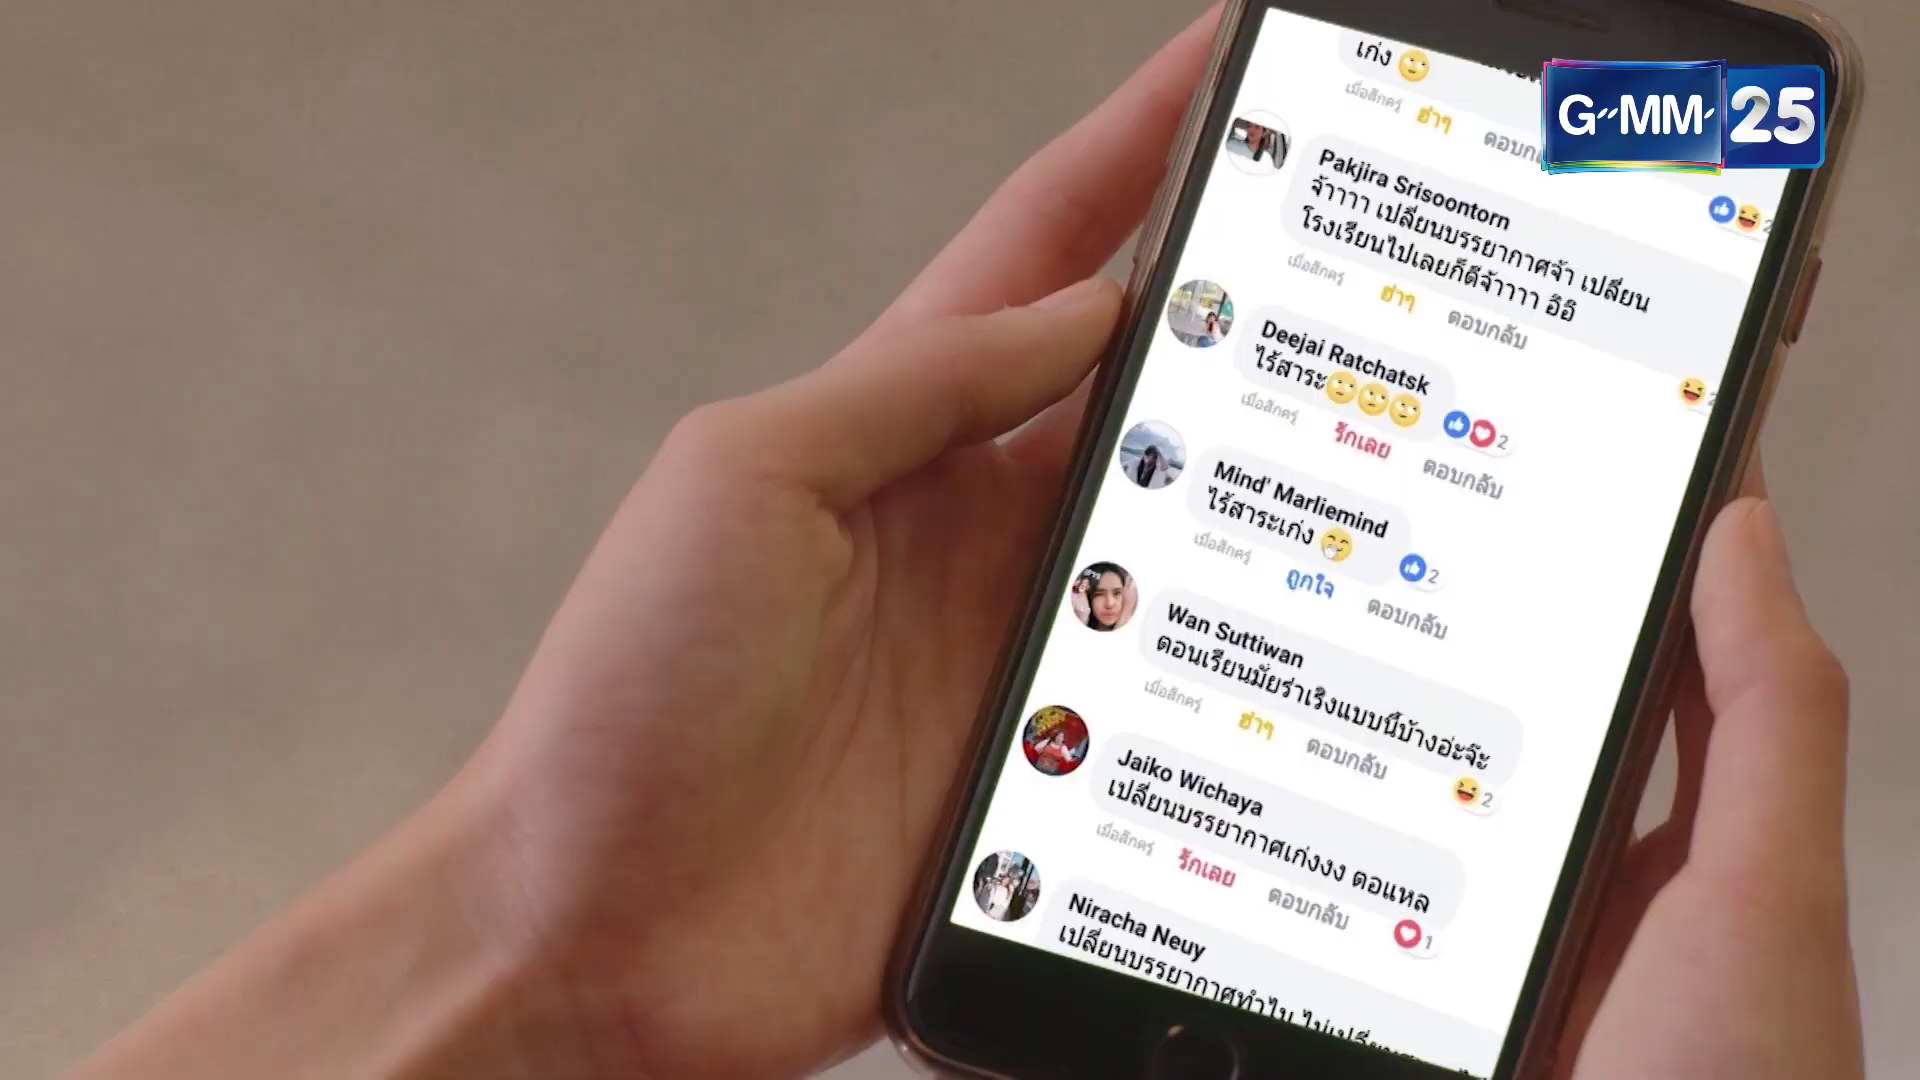 เก่ง
เมื่อสักครู่ ฮ่าๆ ตอบกลับ
GMM 25
Pakjira Srisoontorn
จ้าาาา เปลี่ยนบรรยากาศจ้า เปลี่ยน
โรงเรียนไปเลยก็ดีจ้าาาา อิอิ
2
เมื่อสักครู่ ฮ่าๆ ตอบกลับ
2
Deejai Ratchatsk
ไร้สาระ
2
เมื่อสักครู่ รักเลย ตอบกลับ
Mind' Marliemind
ไร้สาระเก่ง
2
เมื่อสักครู่ ถูกใจ ตอบกลับ
Wan Suttiwan
ตอนเรียนมั่ยร่าเริงแบบนี้บ้างอ่ะจ๊ะ
เมื่อสักครู่ ฮ่าๆ ตอบกลับ
2
Jaiko Wichaya
เปลี่ยนบรรยากาศเก่งงง ตอแหล
เมื่อสักครู่ รักเลย ตอบกลับ
1
Niracha Neuy
เปลี่ยนบรรยากาศทำไม